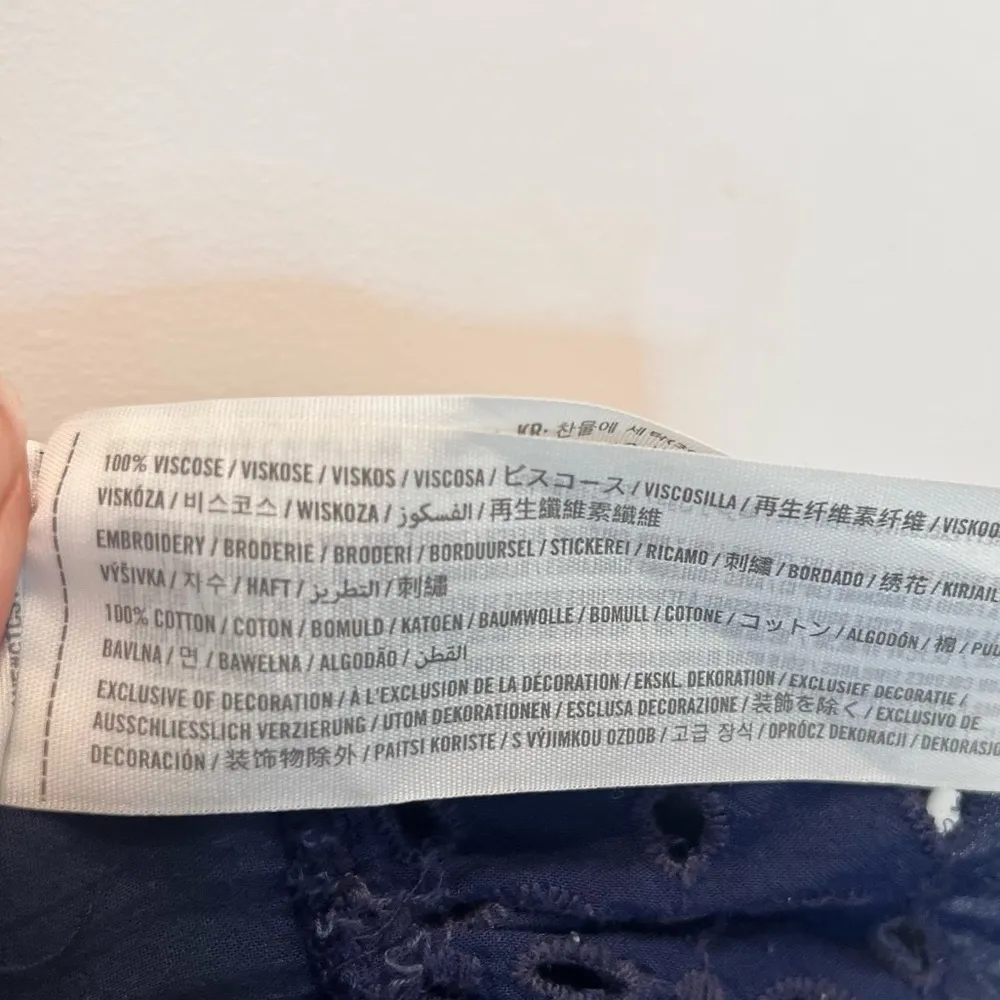 KR: 찬물에
100% VISCOSE / VISKOSE / VISKOS / VISCOSA / ビスコース / VISCOSILLA / 再生纤维素纤维 /
VISKÓZA / 비스코스 / WISKOZA / الفسكوز / 再生纖維素纖維
EMBROIDERY / BRODERIE / BRODERI / BORDUURSEL / STICKEREI / RICAMO / 刺繡 / BORDADO / 绣花 /
VÝŠIVKA / 자수 / HAFT / التطريز / 刺繡
100% COTTON / COTON / BOMULD / KATOEN / BAUMWOLLE / BOMULL / COTONE / コットン / ALGODÓN / 棉 /
BAVLNA / 면 / BAWEŁNA / ALGODÃO / القطن
EXCLUSIVE OF DECORATION / À L'EXCLUSION DE LA DÉCORATION / EKSKL. DEKORATION / EXCLUSIEF DECORATIE /
AUSSCHLIESSLICH VERZIERUNG / UTOM DEKORATIONEN / ESCLUSA DECORAZIONE / 装飾を除く / EXCLUSIVO DE
DECORACIÓN / 装饰物除外 / PAITSI KORISTE / S VÝJIMKOU OZDOB / 고급 장식 / OPRÓCZ DEKORACJI /